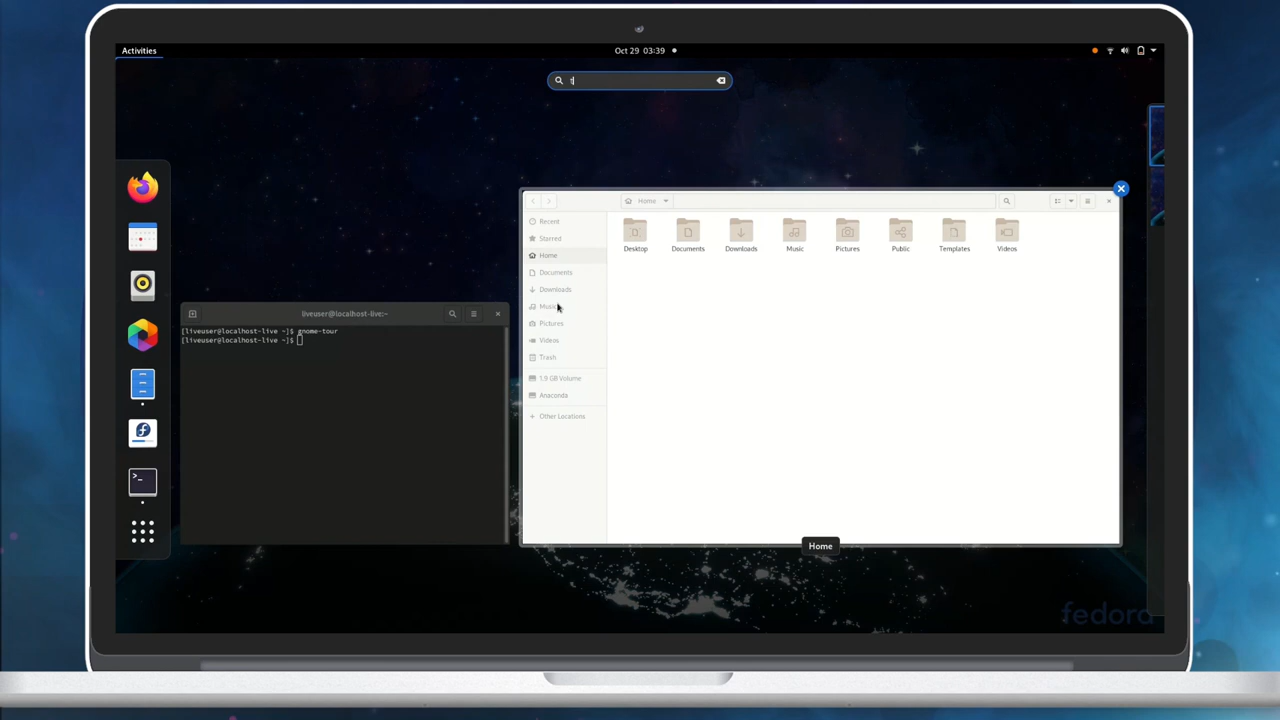 Activities
Oct 29 03:39
t
Home
Recent
Starred
Home
Documents
Downloads
Music
Pictures
Videos
Trash
1.9 GB Volume
Anaconda
Other Locations
Desktop
Documents
Downloads
Music
Pictures
Public
Templates
Videos
liveuser@localhost-live:~
[liveuser@localhost-live ~]$ gnome-tour
[liveuser@localhost-live ~]$
Home
fedora